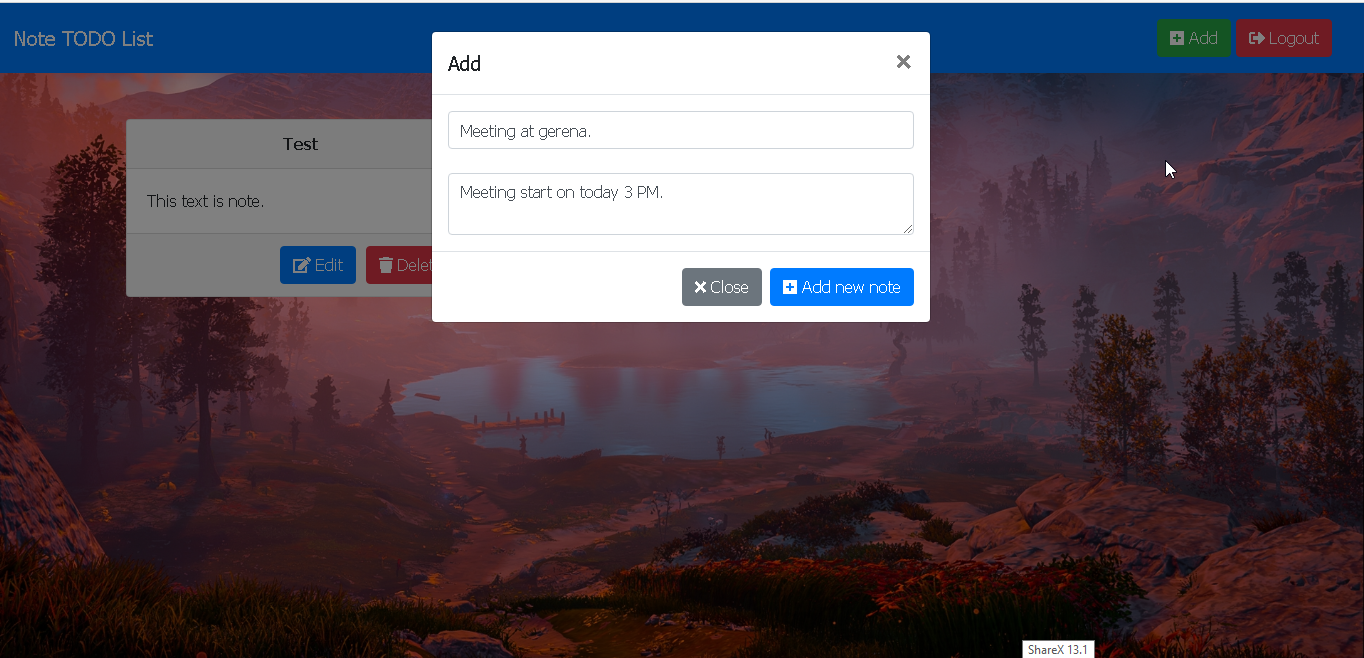 Note TODO List
Add
Logout
Add
×
Meeting at gerena.
Meeting start on today 3 PM.
Close
Add new note
Test
This text is note.
Edit
Delet
ShareX 13.1